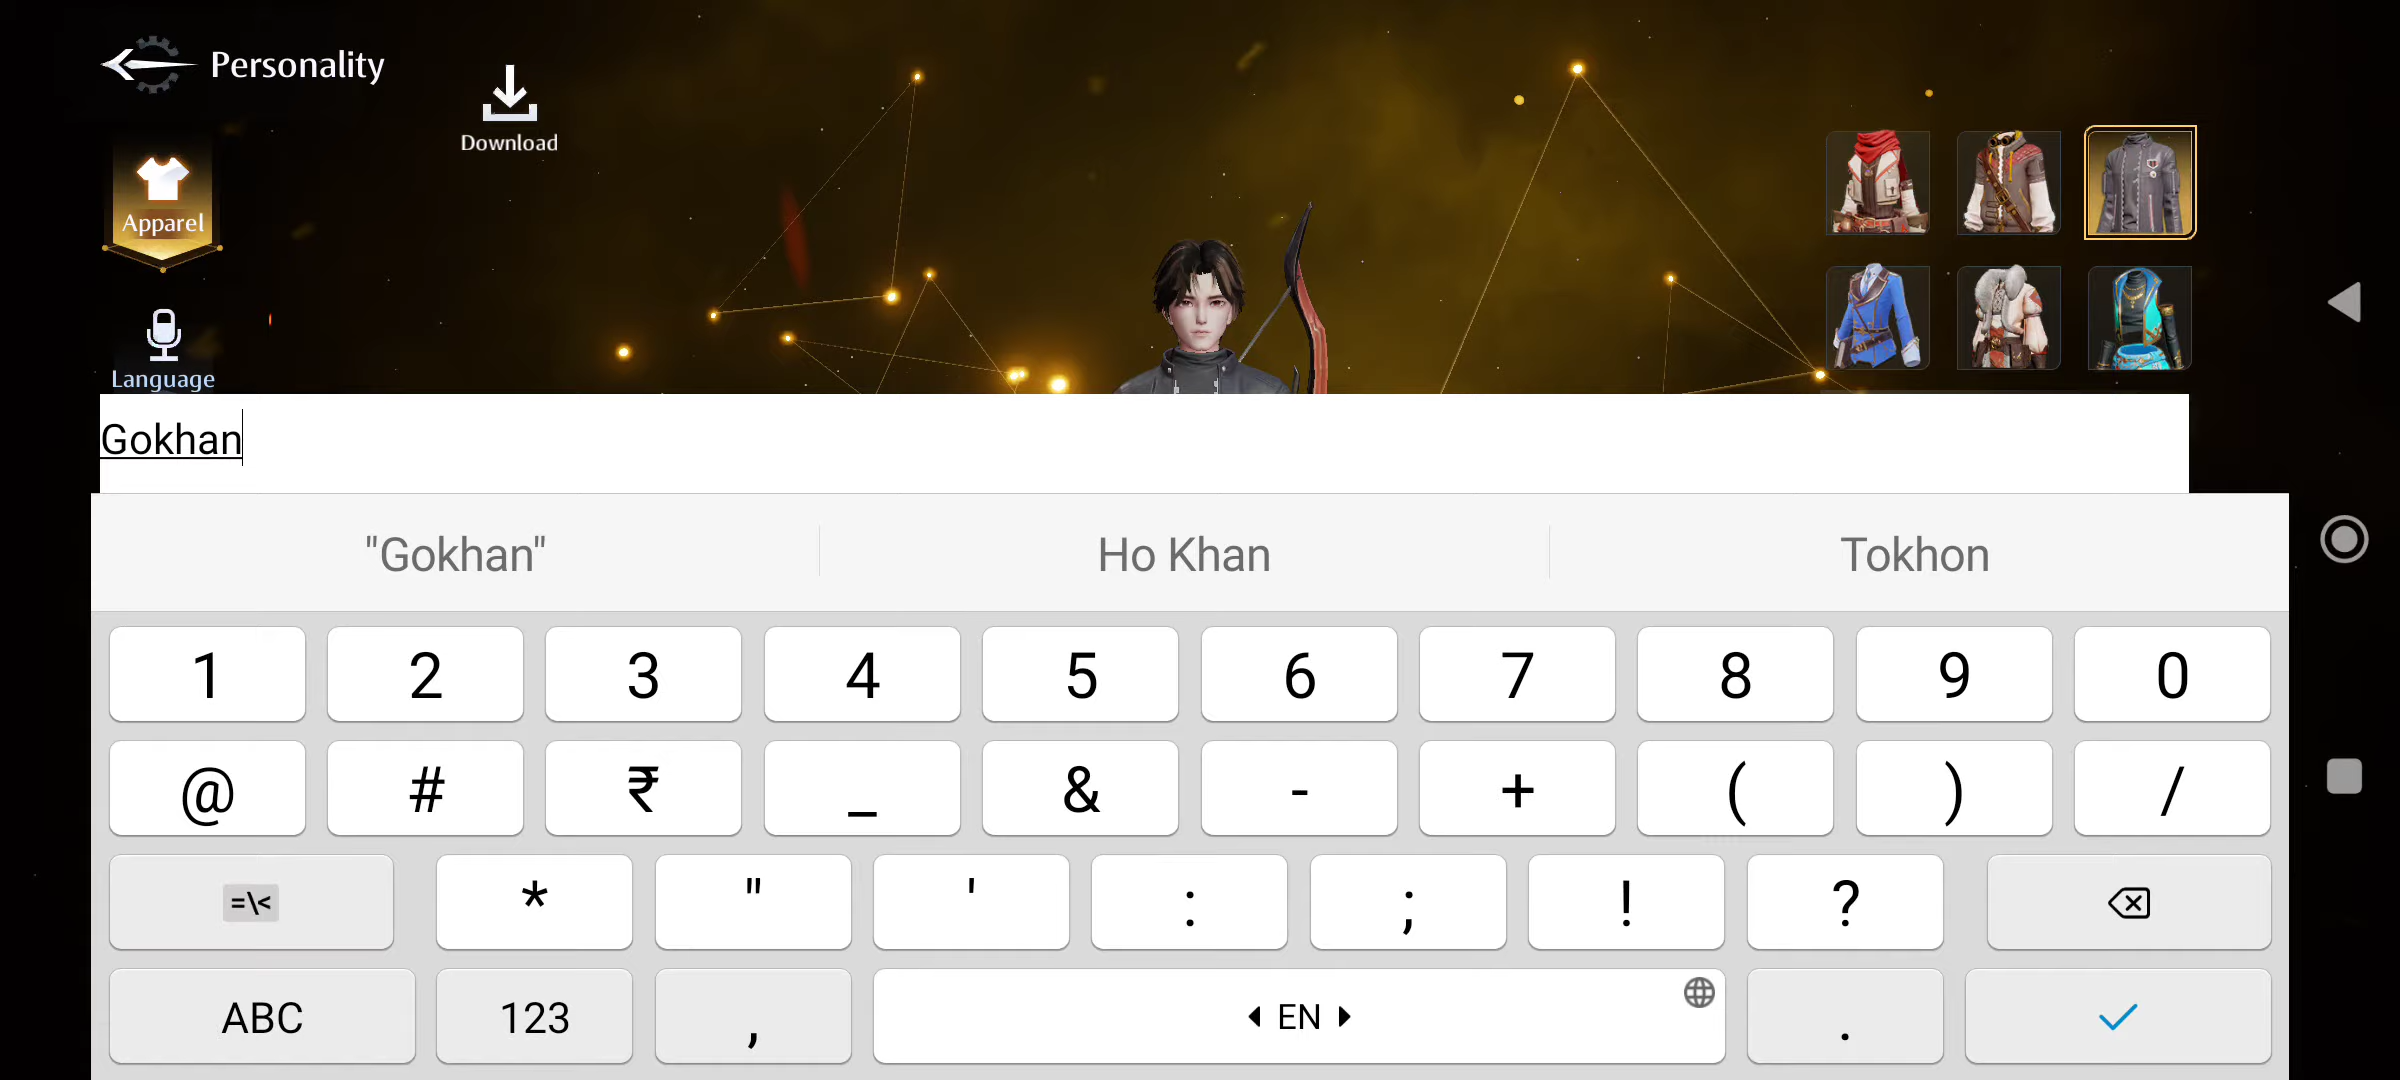 Personality
Download
Apparel
Language
Gokhan
"Gokhan" Ho Khan Tokhon
1 2 3 4 5 6 7 8 9 0
@ # ₹ _ & - + ( ) /
=\< * " ' : ; ! ?
ABC 123 , EN .